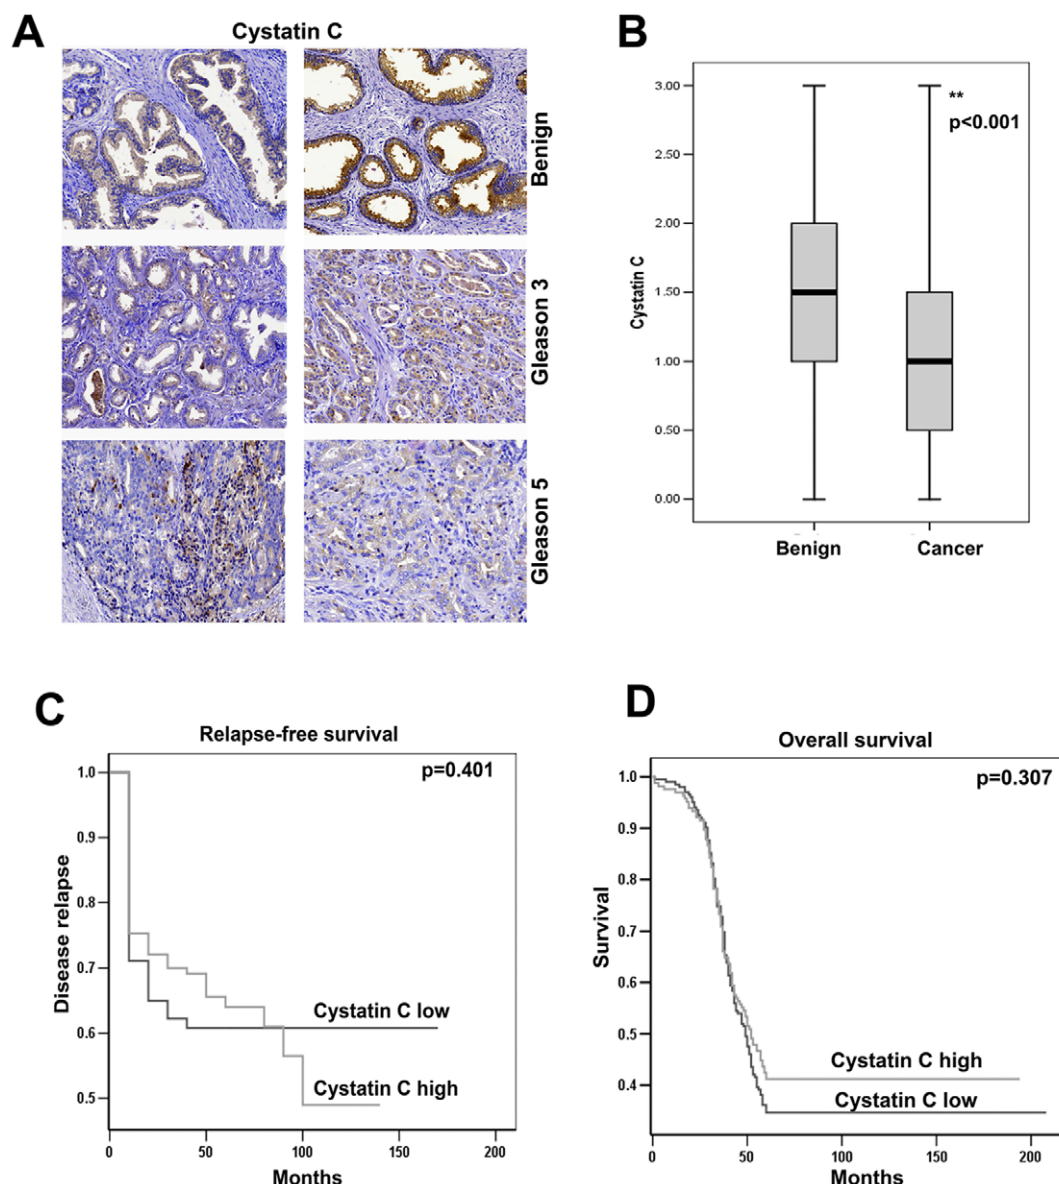 A
Cystatin C
Benign
Gleason 3
Gleason 5
B
3.00
2.50
2.00
1.50
1.00
0.50
0.00
Cystatin C
**
p<0.001
Benign
Cancer
C
Relapse-free survival
p=0.401
1.0
0.9
0.8
0.7
0.6
0.5
Disease relapse
Cystatin C low
Cystatin C high
0
50
100
150
200
Months
D
Overall survival
p=0.307
1.0
0.9
0.8
0.7
0.6
0.5
0.4
Survival
Cystatin C high
Cystatin C low
0
50
100
150
200
Months